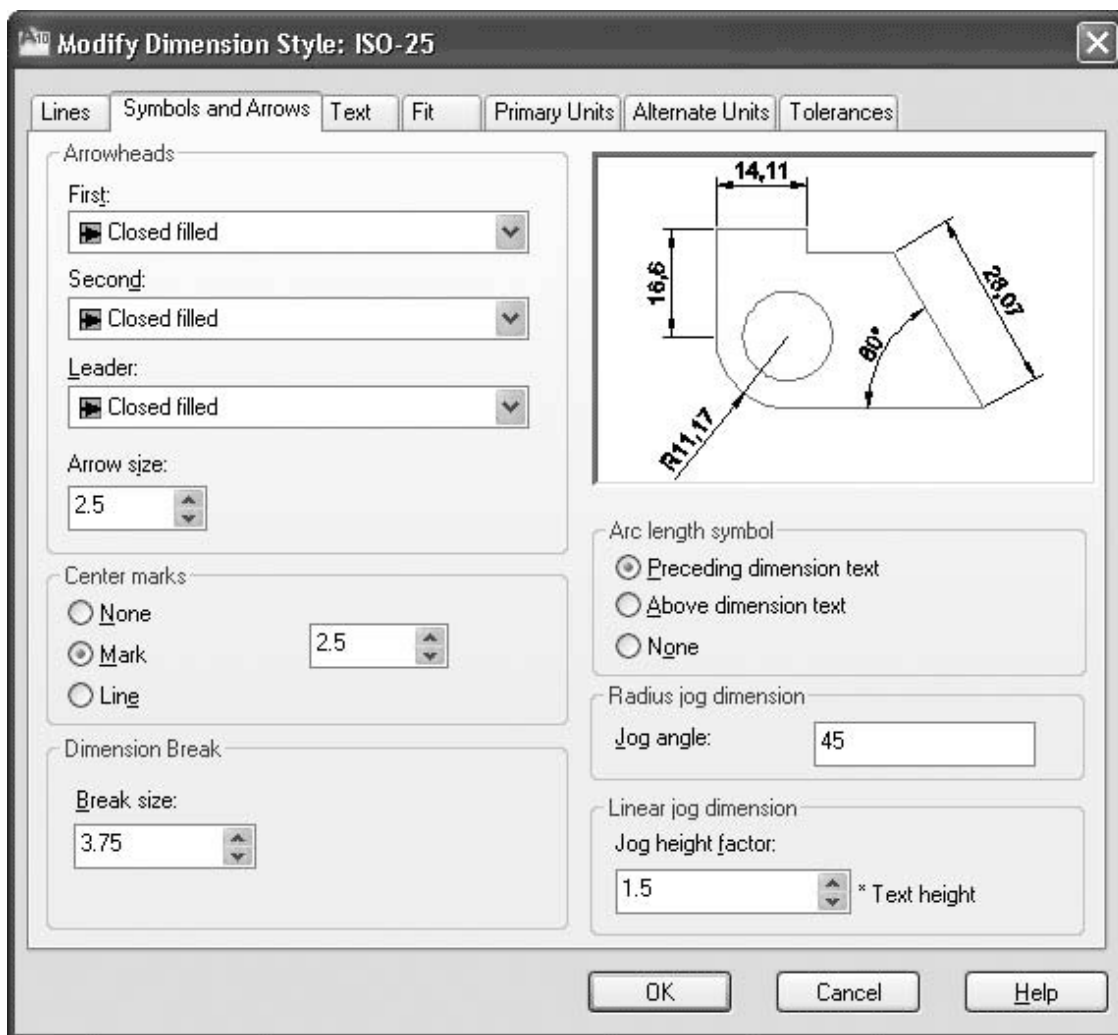 Modify Dimension Style: ISO-25
Lines Symbols and Arrows Text Fit Primary Units Alternate Units Tolerances
Arrowheads
First:
Closed filled
Second:
Closed filled
Leader:
Closed filled
Arrow size:
2.5
Center marks
None
Mark
2.5
Line
Dimension Break
Break size:
3.75
14,11
16,6
28,07
60°
R11,17
Arc length symbol
Preceding dimension text
Above dimension text
None
Radius jog dimension
Jog angle: 45
Linear jog dimension
Jog height factor:
1.5 * Text height
OK Cancel Help